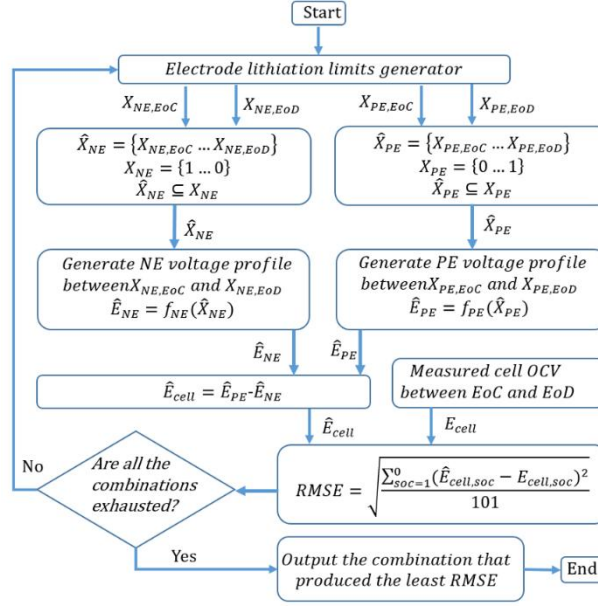 Start
Electrode lithiation limits generator
X_{NE,EoC} X_{NE,EoD} X_{PE,EoC} X_{PE,EoD}
X̂_{NE} = {X_{NE,EoC} … X_{NE,EoD}}
X_{NE} = {1 … 0}
X̂_{NE} ⊆ X_{NE}
X̂_{PE} = {X_{PE,EoC} … X_{PE,EoD}}
X_{PE} = {0 … 1}
X̂_{PE} ⊆ X_{PE}
X̂_{NE}
X̂_{PE}
Generate NE voltage profile
betweenX_{NE,EoC} and X_{NE,EoD}
Ê_{NE} = f_{NE}(X̂_{NE})
Generate PE voltage profile
betweenX_{PE,EoC} and X_{PE,EoD}
Ê_{PE} = f_{PE}(X̂_{PE})
Ê_{NE}
Ê_{PE}
Ê_{cell} = Ê_{PE}-Ê_{NE}
Measured cell OCV
between EoC and EoD
Ê_{cell}
E_{cell}
RMSE = √(∑_{soc=1}^{0}(Ê_{cell,soc} − E_{cell,soc})²/101)
Are all the
combinations
exhausted?
No
Yes
Output the combination that
produced the least RMSE
End